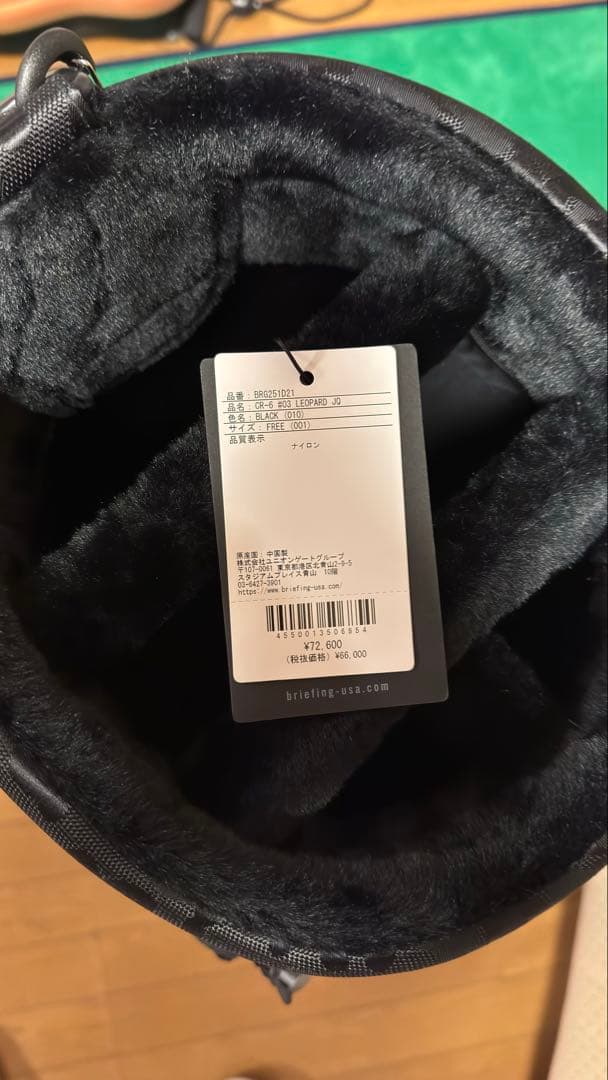 品番 : BRG251D21
品名 : CR-6 #03 LEOPARD JQ
色名 : BLACK (010)
サイズ : FREE (001)
品質表示
ナイロン
原産国 : 中国製
株式会社ユニオンゲートグループ
〒107-0061 東京都港区北青山2-9-5
スタジアムプレイス青山 10階
03-6427-3901
https://www.briefing-usa.com/
4550013506954
¥72,600
(税抜価格) ¥66,000
briefing-usa.com